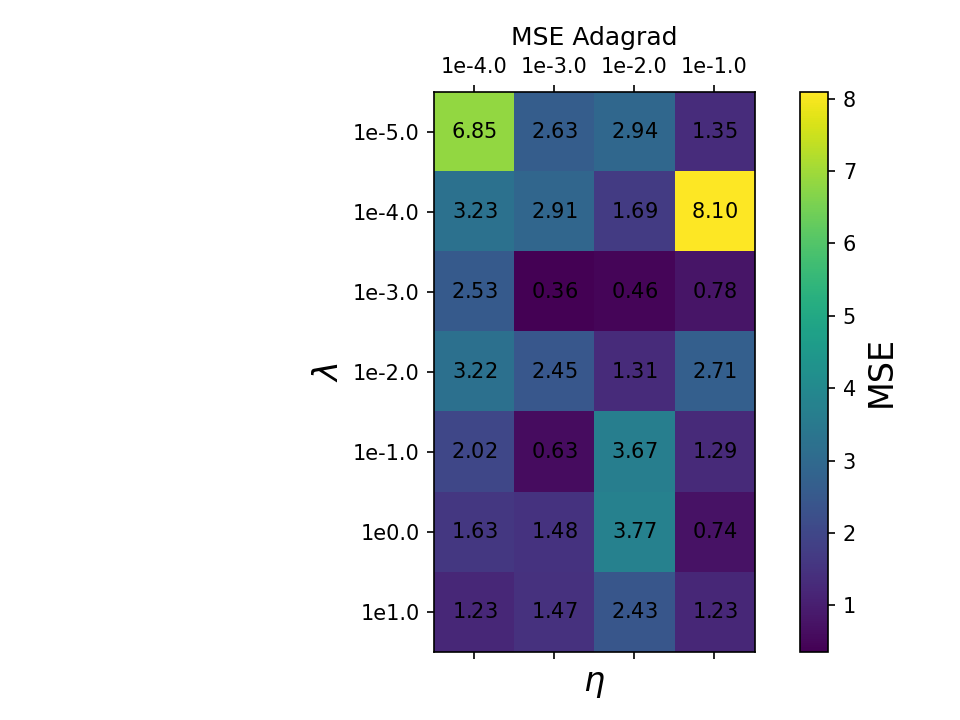 MSE Adagrad
1e-4.0 1e-3.0 1e-2.0 1e-1.0
1e-5.0 6.85 2.63 2.94 1.35
1e-4.0 3.23 2.91 1.69 8.10
1e-3.0 2.53 0.36 0.46 0.78
1e-2.0 3.22 2.45 1.31 2.71
1e-1.0 2.02 0.63 3.67 1.29
1e0.0 1.63 1.48 3.77 0.74
1e1.0 1.23 1.47 2.43 1.23
λ
η
8
7
6
5
4
3
2
1
MSE